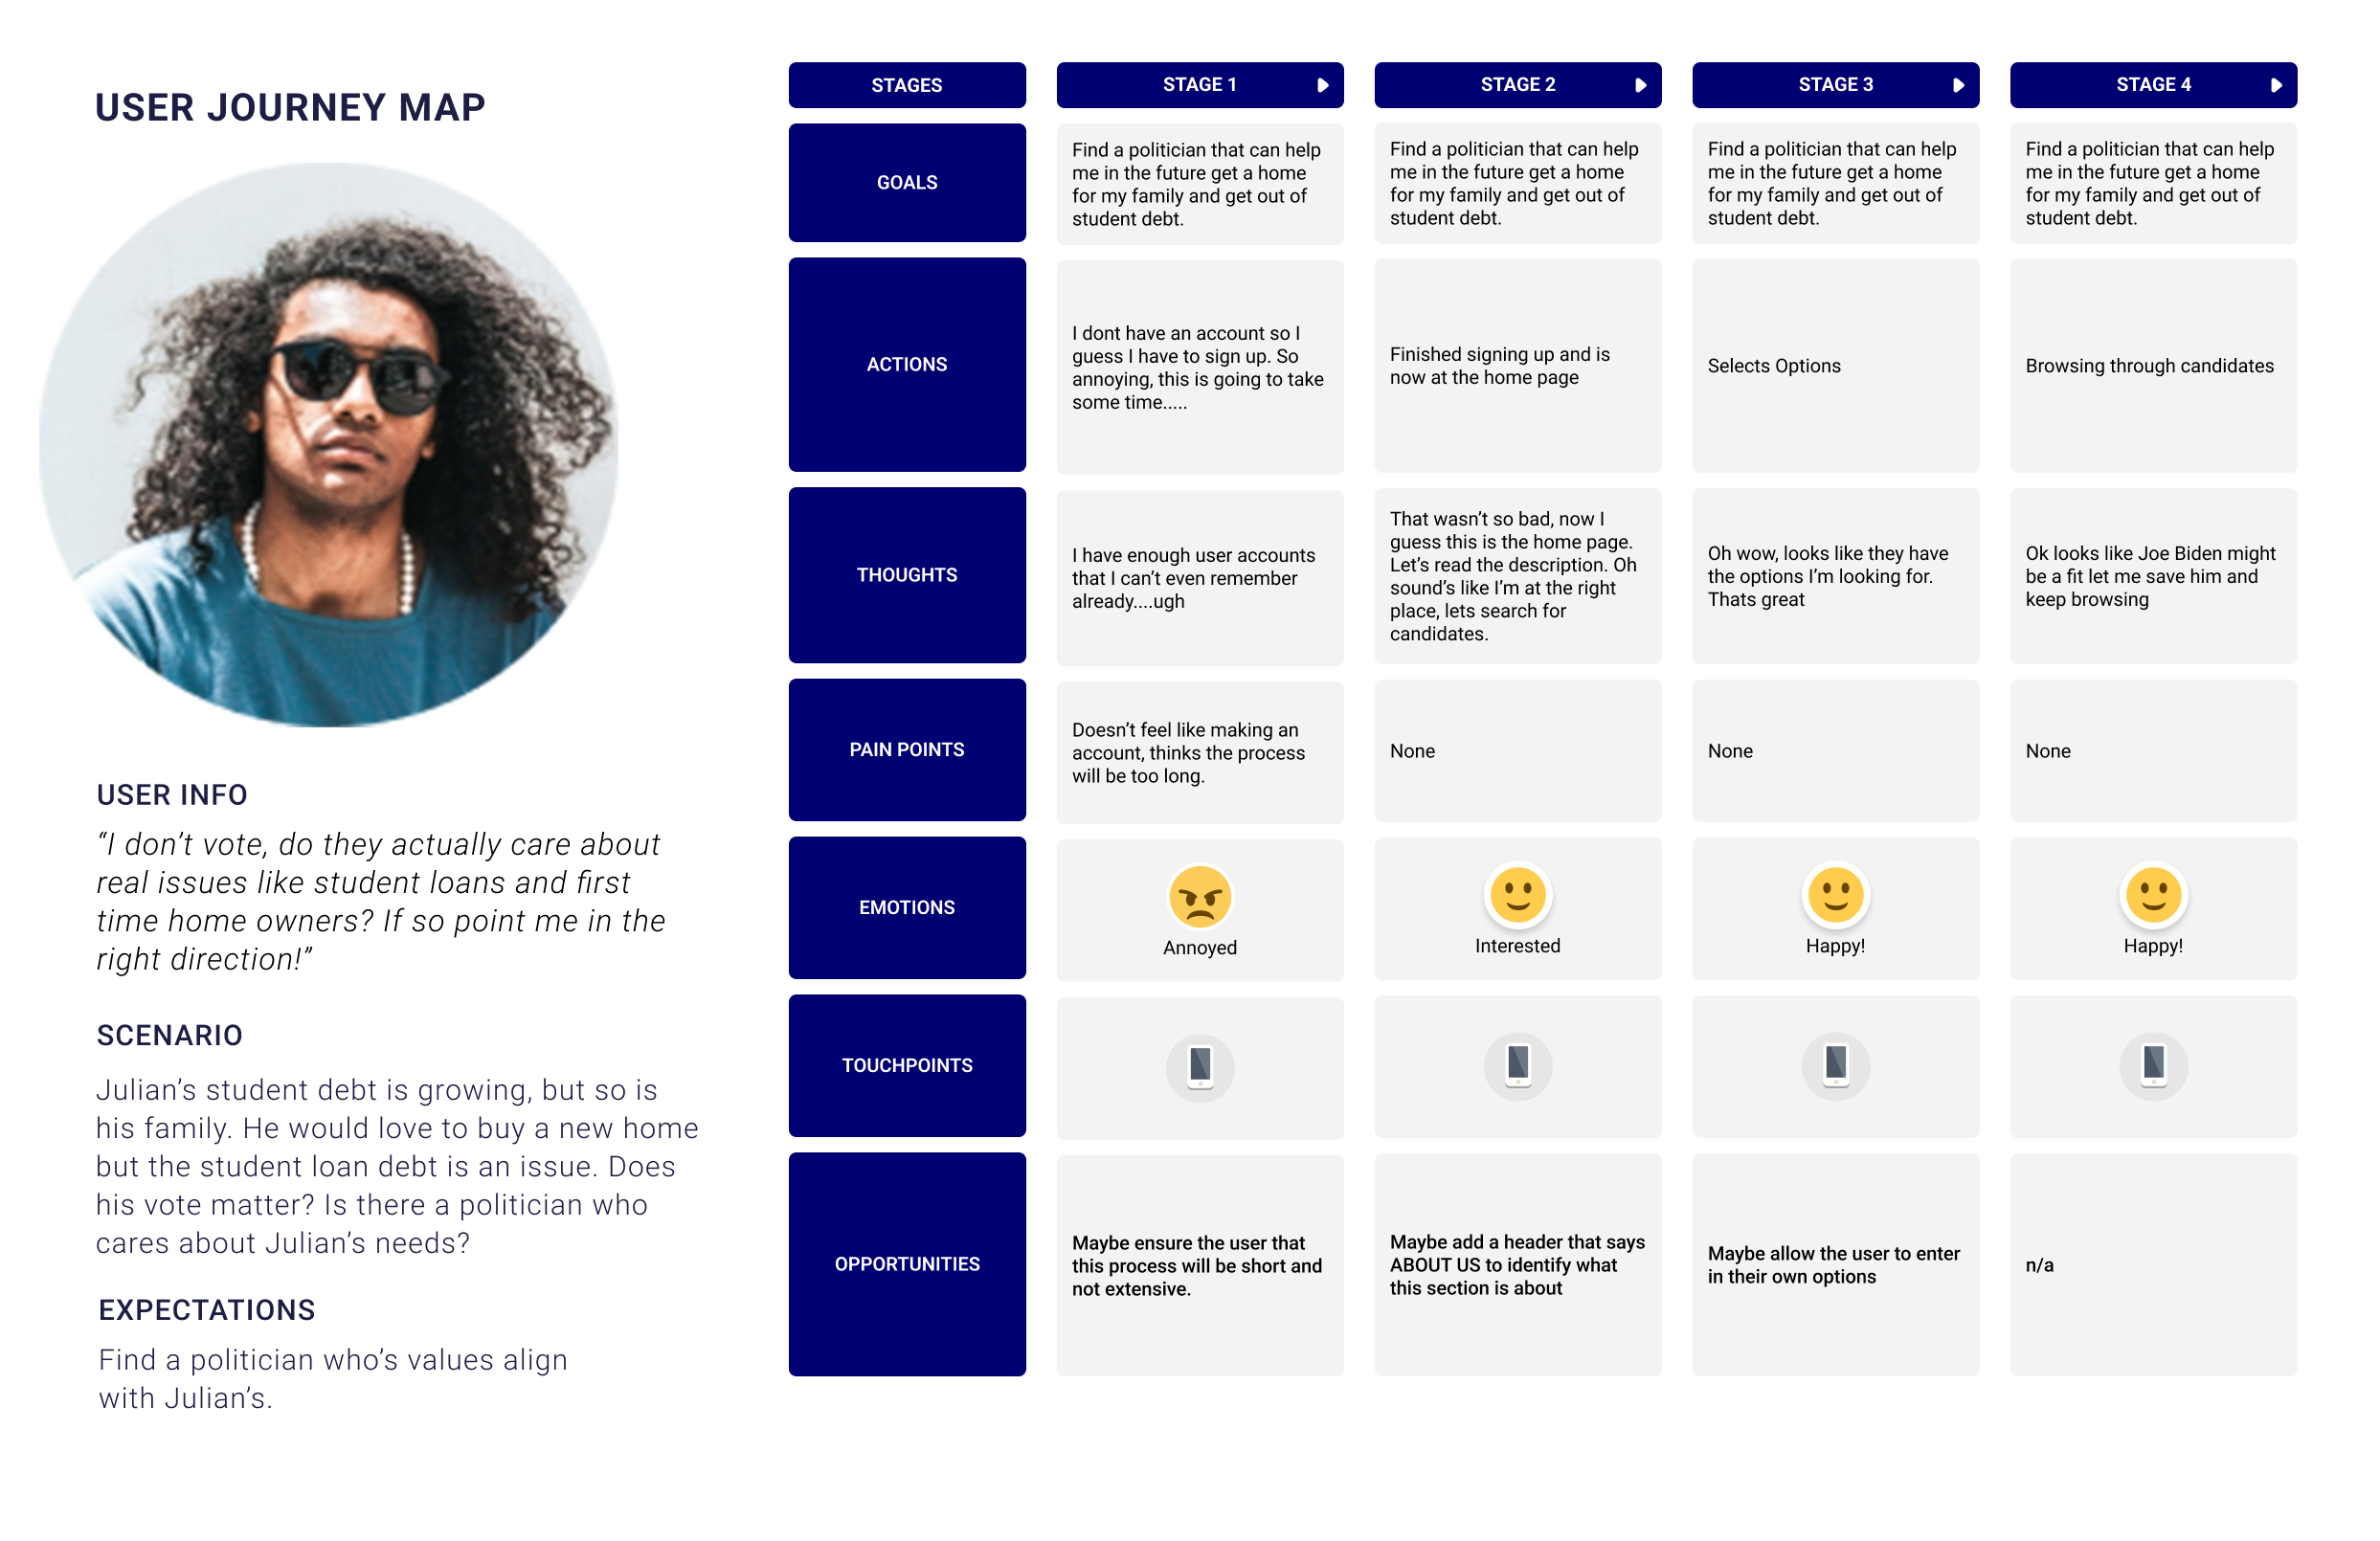 USER JOURNEY MAP
USER INFO
“I don’t vote, do they actually care about
real issues like student loans and first
time home owners? If so point me in the
right direction!”
SCENARIO
Julian’s student debt is growing, but so is
his family. He would love to buy a new home
but the student loan debt is an issue. Does
his vote matter? Is there a politician who
cares about Julian’s needs?
EXPECTATIONS
Find a politician who’s values align
with Julian’s.
STAGES
STAGE 1
STAGE 2
STAGE 3
STAGE 4
GOALS
Find a politician that can help
me in the future get a home
for my family and get out of
student debt.
Find a politician that can help
me in the future get a home
for my family and get out of
student debt.
Find a politician that can help
me in the future get a home
for my family and get out of
student debt.
Find a politician that can help
me in the future get a home
for my family and get out of
student debt.
ACTIONS
I dont have an account so I
guess I have to sign up. So
annoying, this is going to take
some time.....
Finished signing up and is
now at the home page
Selects Options
Browsing through candidates
THOUGHTS
I have enough user accounts
that I can’t even remember
already....ugh
That wasn’t so bad, now I
guess this is the home page.
Let’s read the description. Oh
sound’s like I’m at the right
place, lets search for
candidates.
Oh wow, looks like they have
the options I’m looking for.
Thats great
Ok looks like Joe Biden might
be a fit let me save him and
keep browsing
PAIN POINTS
Doesn’t feel like making an
account, thinks the process
will be too long.
None
None
None
EMOTIONS
Annoyed
Interested
Happy!
Happy!
TOUCHPOINTS
OPPORTUNITIES
Maybe ensure the user that
this process will be short and
not extensive.
Maybe add a header that says
ABOUT US to identify what
this section is about
Maybe allow the user to enter
in their own options
n/a